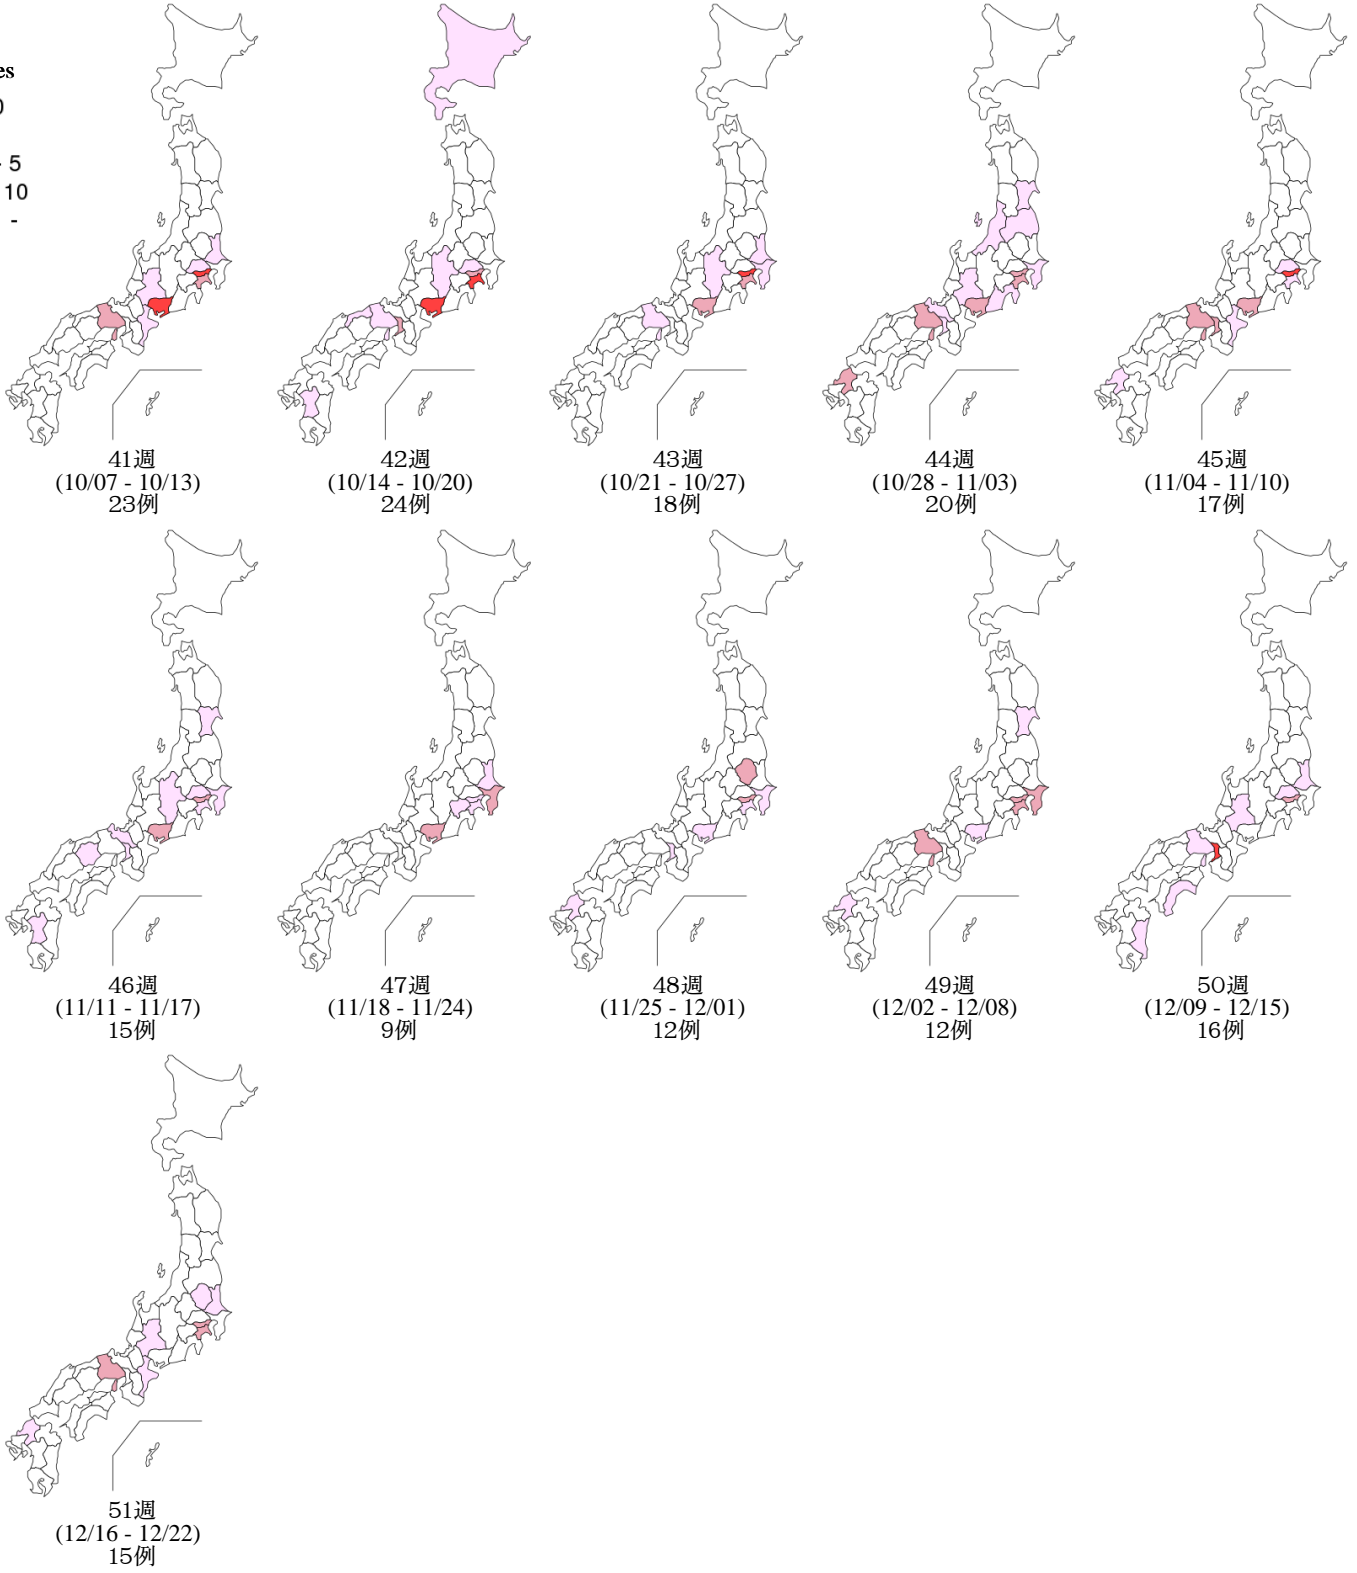 es
0
- 5
10
-
41週
(10/07 - 10/13)
23例
42週
(10/14 - 10/20)
24例
43週
(10/21 - 10/27)
18例
44週
(10/28 - 11/03)
20例
45週
(11/04 - 11/10)
17例
46週
(11/11 - 11/17)
15例
47週
(11/18 - 11/24)
9例
48週
(11/25 - 12/01)
12例
49週
(12/02 - 12/08)
12例
50週
(12/09 - 12/15)
16例
51週
(12/16 - 12/22)
15例